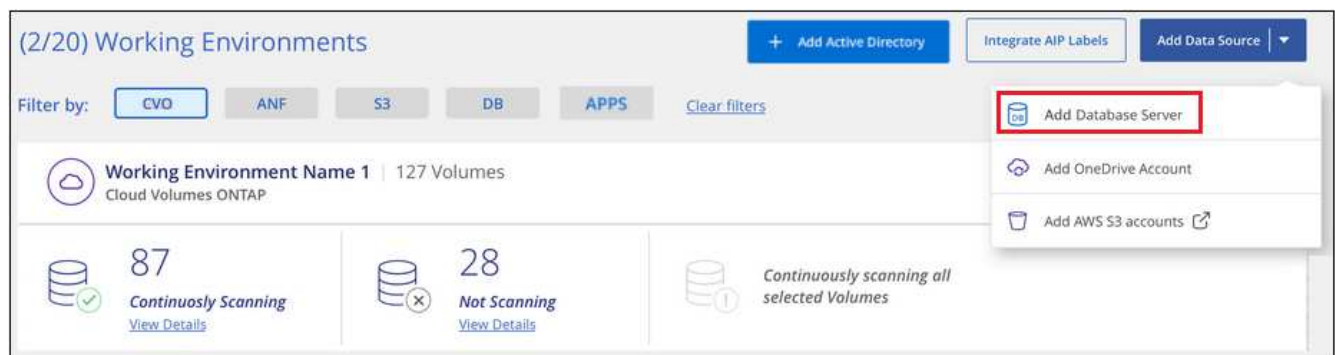 (2/20) Working Environments
+ Add Active Directory
Integrate AIP Labels
Add Data Source
Filter by:
CVO
ANF
S3
DB
APPS
Clear filters
DB Add Database Server
Add OneDrive Account
Add AWS S3 accounts
Working Environment Name 1 | 127 Volumes
Cloud Volumes ONTAP
87
Continuosly Scanning
View Details
28
Not Scanning
View Details
Continuously scanning all
selected Volumes